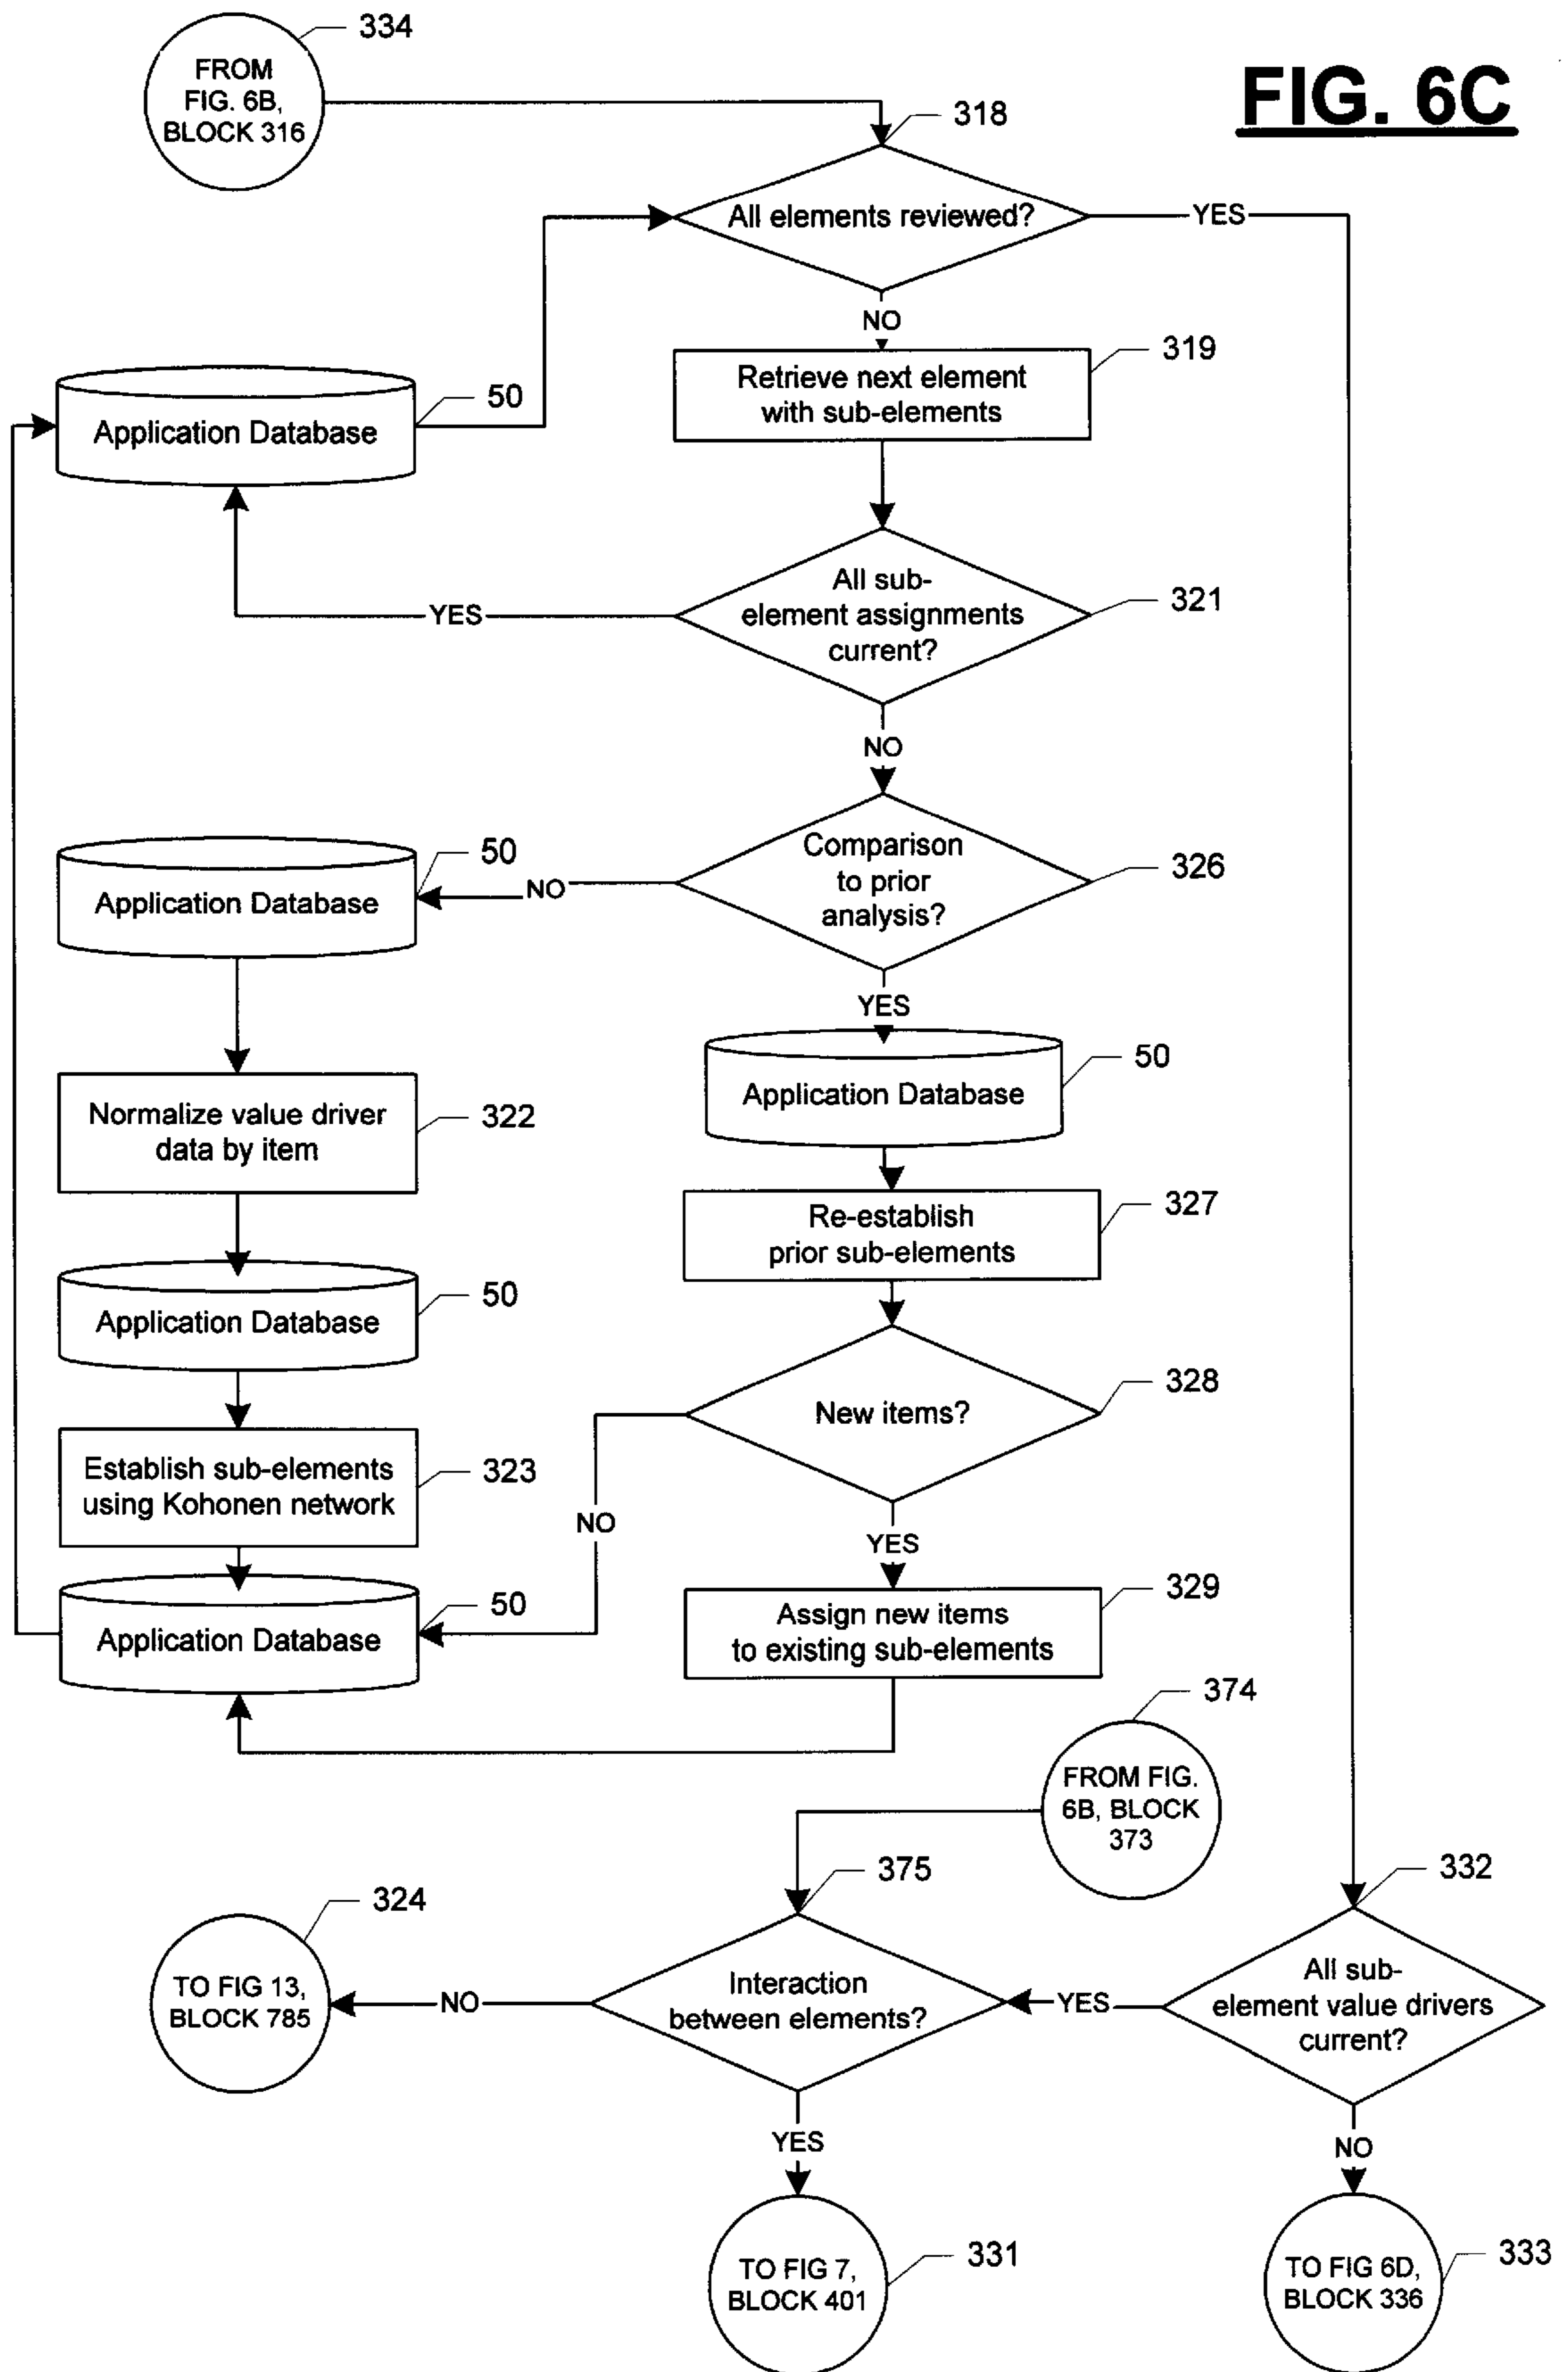 334
FROM
FIG. 6B,
BLOCK 316
FIG. 6C
318
All elements reviewed?
YES
NO
319
Retrieve next element
with sub-elements
50
Application Database
All sub-
element assignments
current?
321
YES
NO
Comparison
to prior
analysis?
326
50
NO
Application Database
YES
50
Application Database
Normalize value driver
data by item
322
Re-establish
prior sub-elements
327
50
Application Database
New items?
328
Establish sub-elements
using Kohonen network
323
NO
YES
50
Application Database
329
Assign new items
to existing sub-elements
374
FROM FIG.
6B, BLOCK
373
375
332
324
TO FIG 13,
BLOCK 785
NO
Interaction
between elements?
YES
All sub-
element value drivers
current?
YES
NO
TO FIG 7,
BLOCK 401
331
TO FIG 6D,
BLOCK 336
333